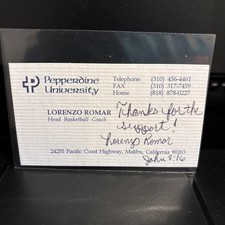 Pepperdine University
Telephone (310) 456-4461
FAX (310) 317-7459
Home (818) 878-0227
LORENZO ROMAR
Head Basketball Coach
Thanks for the
support!
Lorenzo Romar
24255 Pacific Coast Highway, Malibu, California 90263
John 3:16